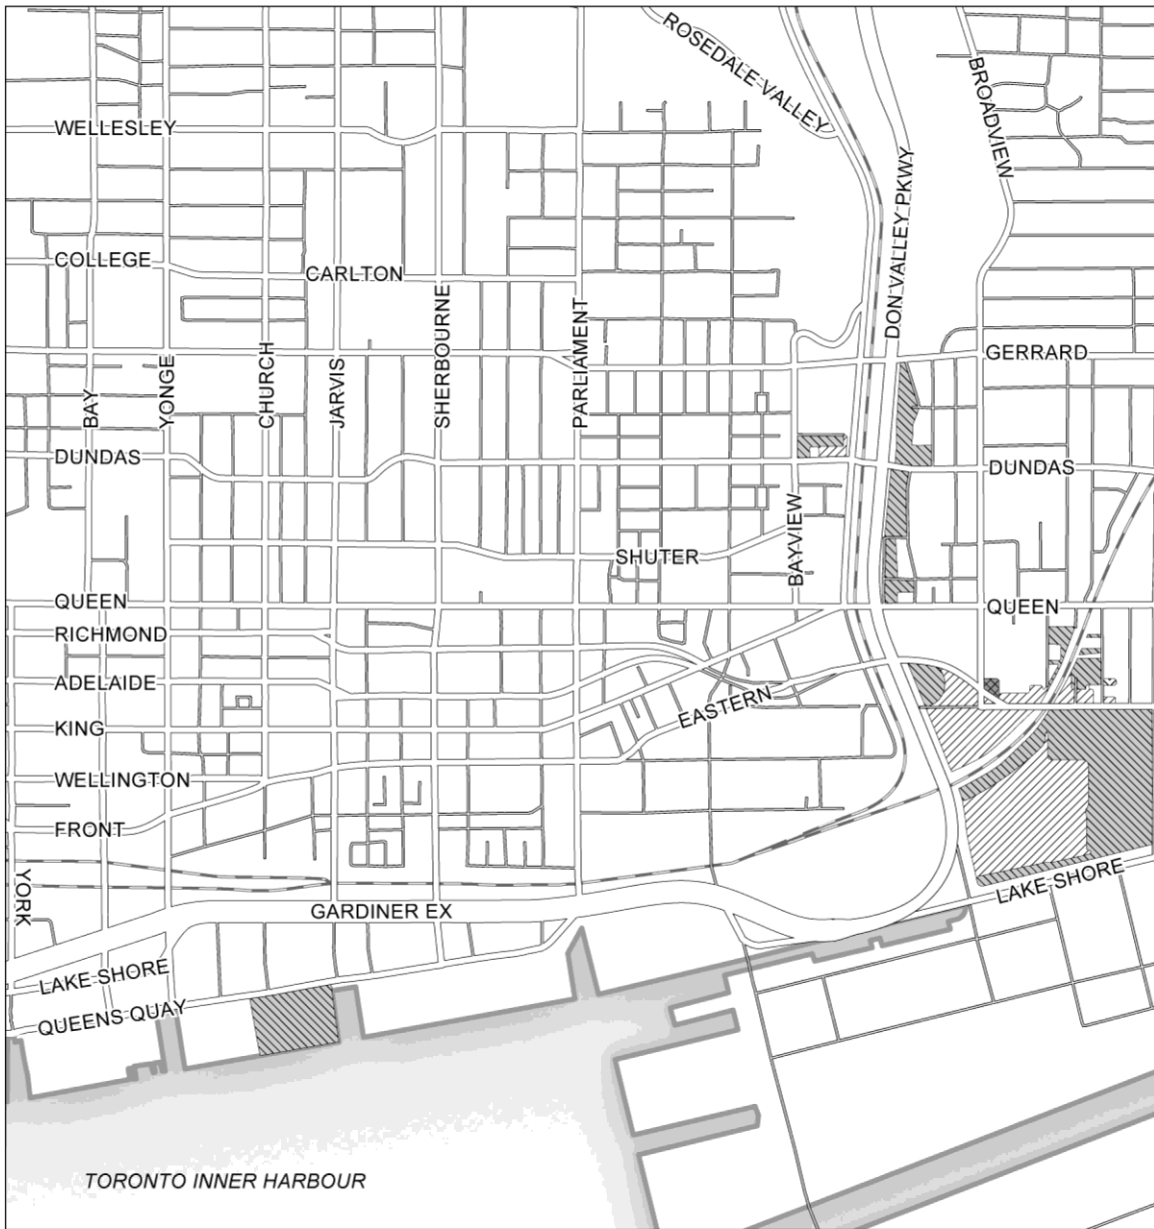 ROSEDALE VALLEY
BROADVIEW
WELLESLEY
DON VALLEY PKWY
COLLEGE
CARLTON
SHERBOURNE
PARLIAMENT
GERRARD
BAY
YONGE
CHURCH
JARVIS
DUNDAS
DUNDAS
BAYVIEW
SHUTER
QUEEN
QUEEN
RICHMOND
ADELAIDE
EASTERN
KING
WELLINGTON
FRONT
YORK
GARDINER EX
LAKE SHORE
LAKE SHORE
QUEENS QUAY
TORONTO INNER HARBOUR